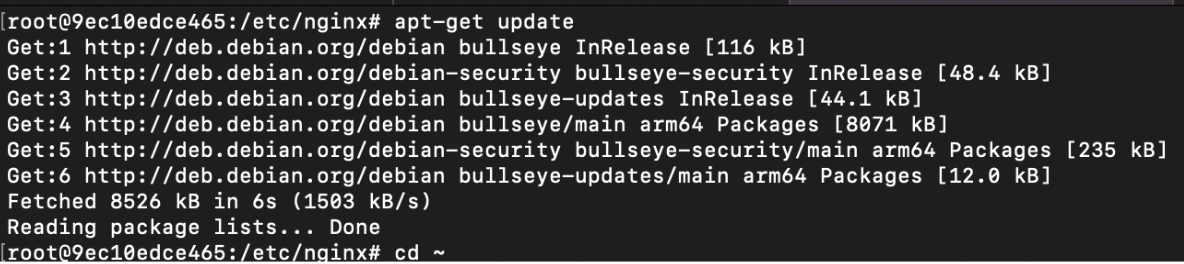 [root@9ec10edce465:/etc/nginx# apt-get update
Get:1 http://deb.debian.org/debian bullseye InRelease [116 kB]
Get:2 http://deb.debian.org/debian-security bullseye-security InRelease [48.4 kB]
Get:3 http://deb.debian.org/debian bullseye-updates InRelease [44.1 kB]
Get:4 http://deb.debian.org/debian bullseye/main arm64 Packages [8071 kB]
Get:5 http://deb.debian.org/debian-security bullseye-security/main arm64 Packages [235 kB]
Get:6 http://deb.debian.org/debian bullseye-updates/main arm64 Packages [12.0 kB]
Fetched 8526 kB in 6s (1503 kB/s)
Reading package lists... Done
[root@9ec10edce465:/etc/nginx# cd ~